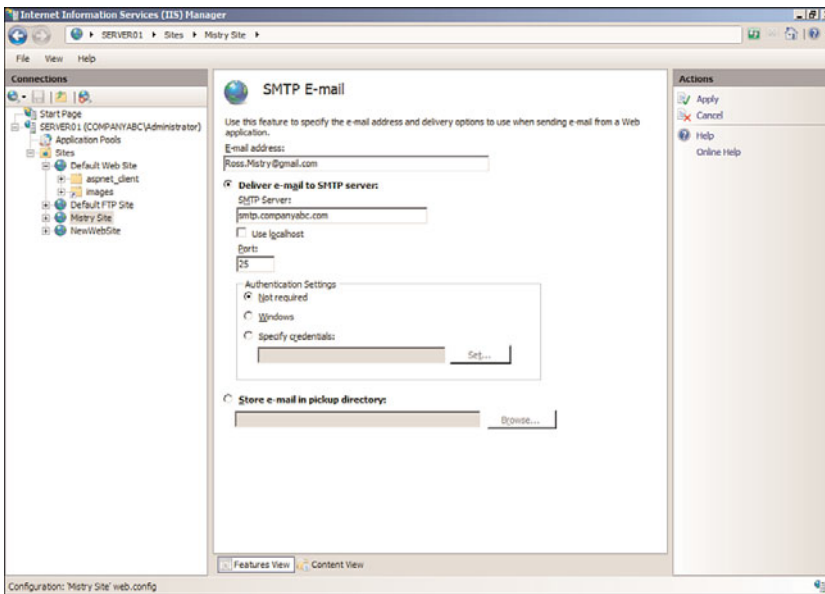 Internet Information Services (IIS) Manager
SERVER01 Sites Mistry Site
File View Help
Connections
Start Page
SERVER01 (COMPANYABC\Administrator)
Application Pools
Sites
Default Web Site
aspnet_client
images
Default FTP Site
Mistry Site
NewWebSite
SMTP E-mail
Use this feature to specify the e-mail address and delivery options to use when sending e-mail from a Web
application.
E-mail address:
Ross.Mistry@gmail.com
Deliver e-mail to SMTP server:
SMTP Server:
smtp.companyabc.com
Use localhost
Port:
25
Authentication Settings
Not required
Windows
Specify credentials:
Set...
Store e-mail in pickup directory:
Browse...
Features View Content View
Actions
Apply
Cancel
Help
Online Help
Configuration: 'Mistry Site' web.config